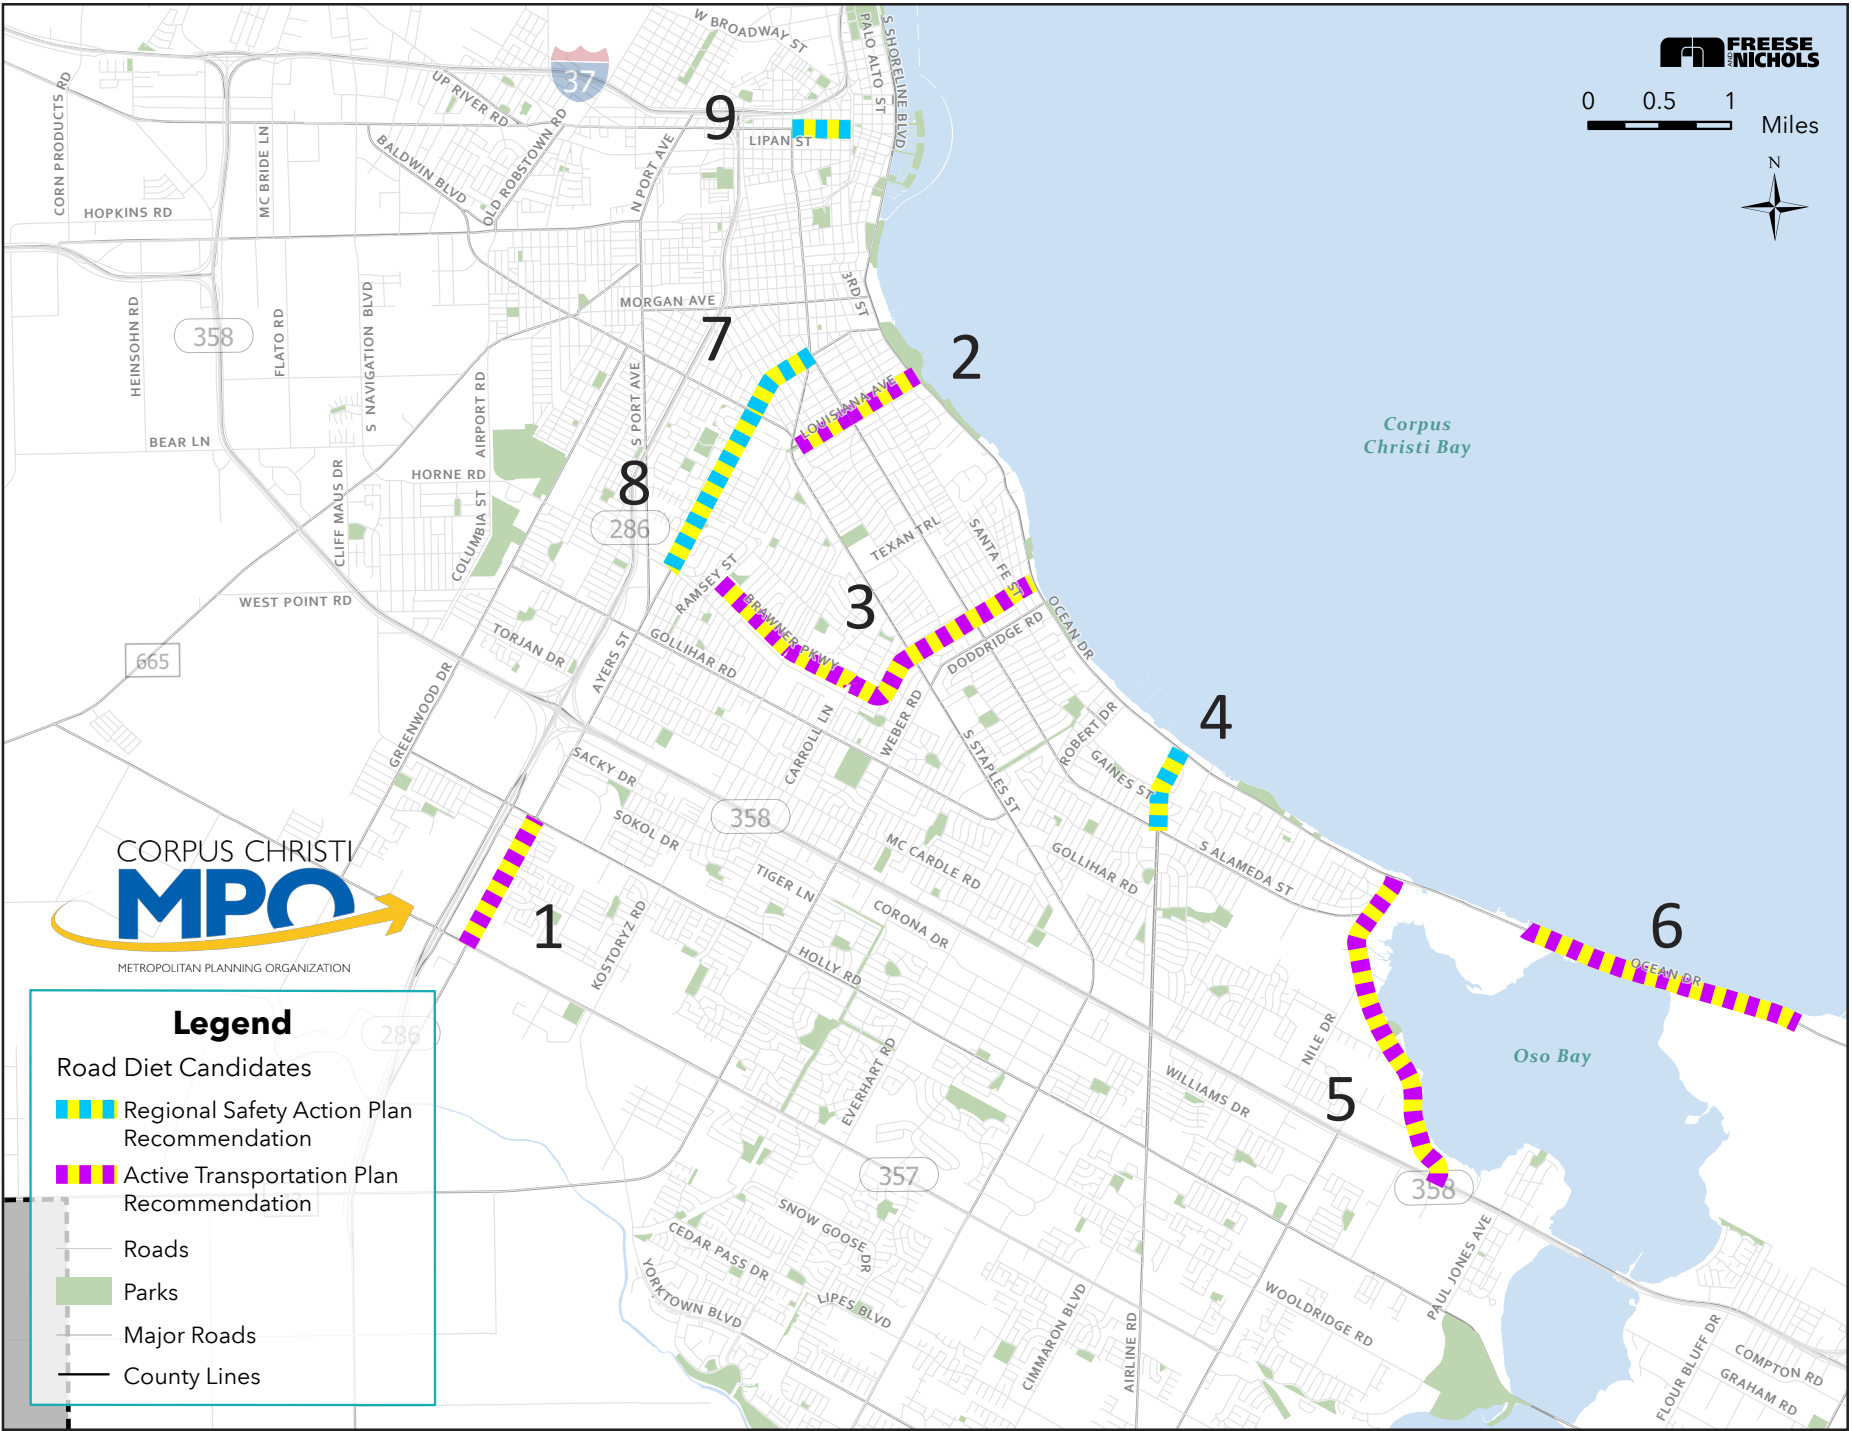 W BROADWAY ST
PALO ALTO ST
S SHORELINE BLVD
FREESE
AND
NICHOLS
0 0.5 1
Miles
N
37
UP RIVER RD
CORN PRODUCTS RD
MC BRIDE LN
BALDWIN BLVD
OLD ROBSTOWN RD
N PORT AVE
9
LIPAN ST
HOPKINS RD
HEINSOHN RD
358
FLATO RD
S NAVIGATION BLVD
MORGAN AVE
3RD ST
7
2
LOUISIANA AVE
S PORT AVE
AIRPORT RD
BEAR LN
HORNE RD
CLIFF MAUS DR
COLUMBIA ST
8
286
Corpus
Christi Bay
TEXAN TRL
SANTA FE ST
RAMSEY ST
BRAWNER PKWY
3
WEST POINT RD
TORJAN DR
AYERS ST
GOLLIHAR RD
DODDRIDGE RD
OCEAN DR
665
GREENWOOD DR
CARROLL LN
WEBER RD
S STAPLES ST
ROBERT DR
GAINES ST
4
SACKY DR
SOKOL DR
358
MC CARDLE RD
GOLLIHAR RD
S ALAMEDA ST
TIGER LN
CORONA DR
KOSTORYZ RD
HOLLY RD
1
CORPUS CHRISTI
MPO
METROPOLITAN PLANNING ORGANIZATION
6
OCEAN DR
Oso Bay
NILE DR
5
WILLIAMS DR
EVERHART RD
358
357
286
Legend
Road Diet Candidates
Regional Safety Action Plan
Recommendation
Active Transportation Plan
Recommendation
Roads
Parks
Major Roads
County Lines
SNOW GOOSE DR
CEDAR PASS DR
YORKTOWN BLVD
LIPES BLVD
CIMMARON BLVD
AIRLINE RD
WOOLDRIDGE RD
PAUL JONES AVE
FLOUR BLUFF DR
COMPTON RD
GRAHAM RD